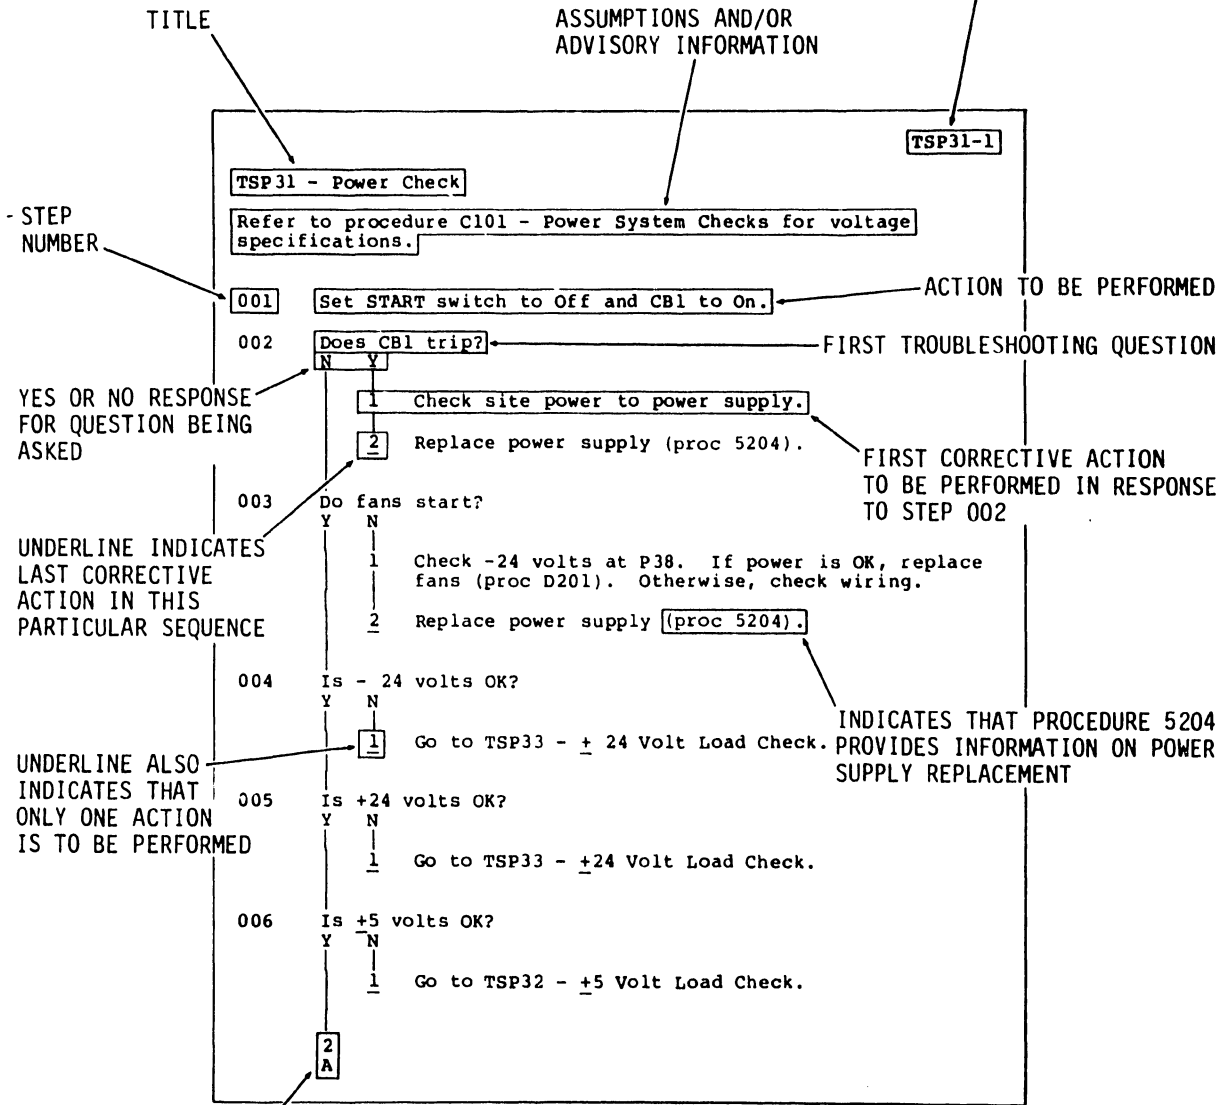 TITLE
ASSUMPTIONS AND/OR
ADVISORY INFORMATION
TSP31-1
TSP31 - Power Check
Refer to procedure C101 - Power System Checks for voltage
specifications.
- STEP
NUMBER
001 Set START switch to Off and CB1 to On.
ACTION TO BE PERFORMED
002 Does CB1 trip?
FIRST TROUBLESHOOTING QUESTION
N Y
YES OR NO RESPONSE
FOR QUESTION BEING
ASKED
1 Check site power to power supply.
2 Replace power supply (proc 5204).
FIRST CORRECTIVE ACTION
TO BE PERFORMED IN RESPONSE
TO STEP 002
003 Do fans start?
Y N
UNDERLINE INDICATES
LAST CORRECTIVE
ACTION IN THIS
PARTICULAR SEQUENCE
1 Check -24 volts at P38. If power is OK, replace
fans (proc D201). Otherwise, check wiring.
2 Replace power supply (proc 5204).
004 Is - 24 volts OK?
Y N
1 Go to TSP33 - ± 24 Volt Load Check.
INDICATES THAT PROCEDURE 5204
PROVIDES INFORMATION ON POWER
SUPPLY REPLACEMENT
UNDERLINE ALSO
INDICATES THAT
ONLY ONE ACTION
IS TO BE PERFORMED
005 Is +24 volts OK?
Y N
1 Go to TSP33 - ±24 Volt Load Check.
006 Is ±5 volts OK?
Y N
1 Go to TSP32 - ±5 Volt Load Check.
2
A